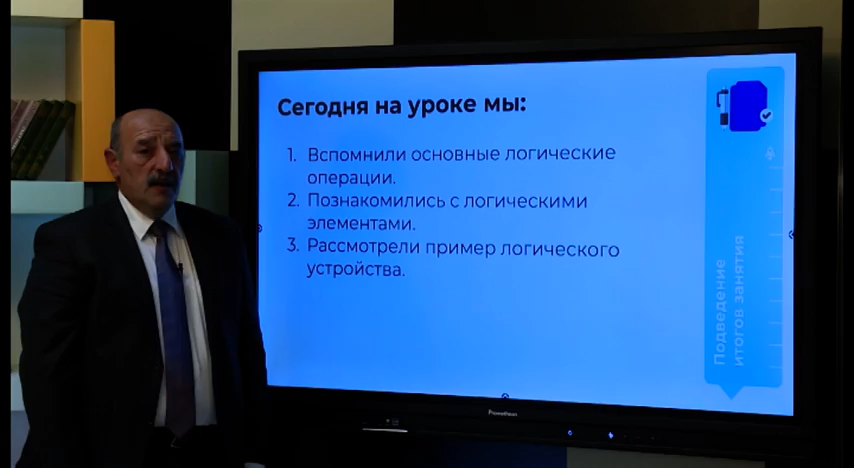 Сегодня на уроке мы:
1. Вспомнили основные логические
операции.
2. Познакомились с логическими
элементами.
3. Рассмотрели пример логического
устройства.
Подведение
итогов занятия
Promethean